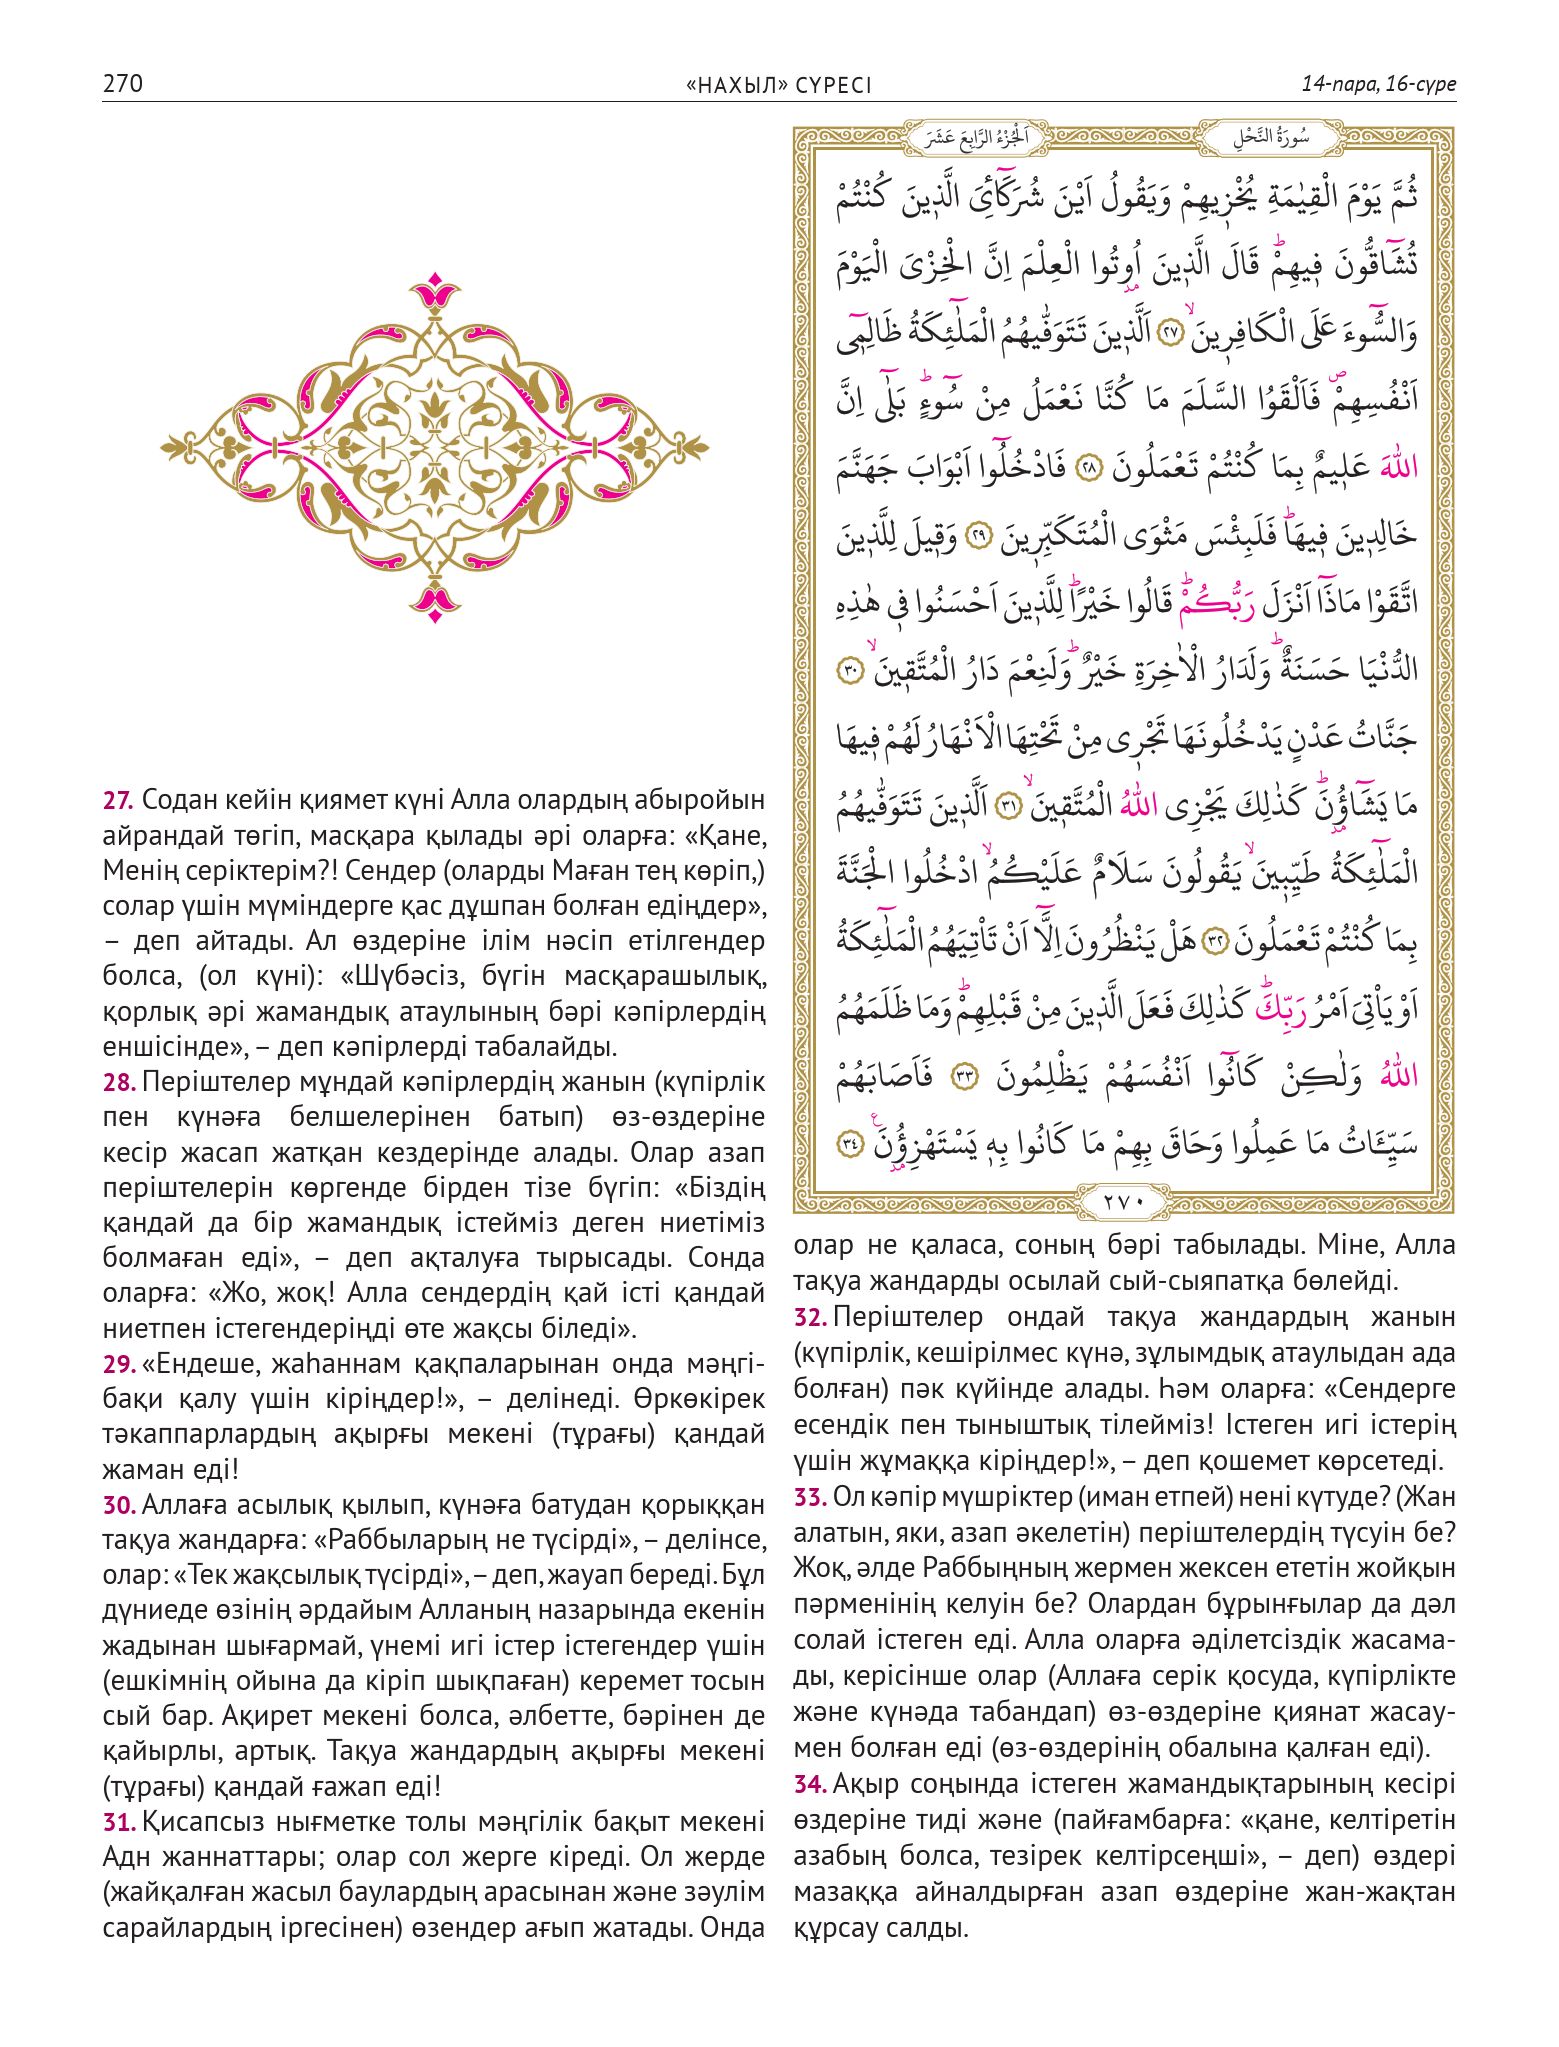 270
«НАХЫЛ» СҮРЕСІ
14-пара, 16-сүре
27. Содан кейін қиямет күні Алла олардың абыройын
айрандай төгіп, масқара қылады әрі оларға: «Қане,
Менің серіктерім?! Сендер (оларды Маған тең көріп,)
солар үшін мүміндерге қас дұшпан болған едіңдер»,
– деп айтады. Ал өздеріне ілім нәсіп етілгендер
болса, (ол күні): «Шүбәсіз, бүгін масқарашылық,
қорлық әрі жамандық атаулының бәрі кәпірлердің
еншісінде», – деп кәпірлерді табалайды.
28. Періштелер мұндай кәпірлердің жанын (күпірлік
пен күнәға белшелерінен батып) өз-өздеріне
кесір жасап жатқан кездерінде алады. Олар азап
періштелерін көргенде бірден тізе бүгіп: «Біздің
қандай да бір жамандық істейміз деген ниетіміз
болмаған еді», – деп ақталуға тырысады. Сонда
оларға: «Жо, жоқ! Алла сендердің қай істі қандай
ниетпен істегендеріңді өте жақсы біледі».
29. «Ендеше, жаһаннам қақпаларынан онда мәңгі-
бақи қалу үшін кіріңдер!», – делінеді. Өркөкірек
тәкаппарлардың ақырғы мекені (тұрағы) қандай
жаман еді!
30. Аллаға асылық қылып, күнәға батудан қорыққан
тақуа жандарға: «Раббыларың не түсірді», – делінсе,
олар: «Тек жақсылық түсірді», – деп, жауап береді. Бұл
дүниеде өзінің әрдайым Алланың назарында екенін
жадынан шығармай, үнемі игі істер істегендер үшін
(ешкімнің ойына да кіріп шықпаған) керемет тосын
сый бар. Ақирет мекені болса, әлбетте, бәрінен де
қайырлы, артық. Тақуа жандардың ақырғы мекені
(тұрағы) қандай ғажап еді!
31. Қисапсыз нығметке толы мәңгілік бақыт мекені
Адн жаннаттары; олар сол жерге кіреді. Ол жерде
(жайқалған жасыл баулардың арасынан және зәулім
сарайлардың іргесінен) өзендер ағып жатады. Онда
سُورَةُ النَّحْلِ
اَلْجُزْءُ الرَّابِعَ عَشَرَ
ثُمَّ يَوْمَ الْقِيٰمَةِ يُخْز۪يهِمْ وَيَقُولُ اَيْنَ شُرَكَٓائِيَ الَّذ۪ينَ كُنْتُمْ
تُشَٓاقُّونَ ف۪يهِمْۜ قَالَ الَّذ۪ينَ اُو۫تُوا الْعِلْمَ اِنَّ الْخِزْيَ الْيَوْمَ
وَالسُّٓوءَ عَلَى الْكَافِر۪ينَۙ ﴿٢٧﴾ اَلَّذ۪ينَ تَتَوَفّٰيهُمُ الْمَلٰٓئِكَةُ ظَالِم۪ٓي
اَنْفُسِهِمْۖ فَاَلْقَوُا السَّلَمَ مَا كُنَّا نَعْمَلُ مِنْ سُٓوءٍۜ بَلٰٓى اِنَّ
اللّٰهَ عَل۪يمٌ بِمَا كُنْتُمْ تَعْمَلُونَ ﴿٢٨﴾ فَادْخُلُٓوا اَبْوَابَ جَهَنَّمَ
خَالِد۪ينَ ف۪يهَاۜ فَلَبِئْسَ مَثْوَى الْمُتَكَبِّر۪ينَ ﴿٢٩﴾ وَق۪يلَ لِلَّذ۪ينَ
اتَّقَوْا مَاذَٓا اَنْزَلَ رَبُّكُمْۜ قَالُوا خَيْرًاۜ لِلَّذ۪ينَ اَحْسَنُوا ف۪ي هٰذِهِ
الدُّنْيَا حَسَنَةٌۜ وَلَدَارُ الْاٰخِرَةِ خَيْرٌۜ وَلَنِعْمَ دَارُ الْمُتَّق۪ينَۙ ﴿٣٠﴾
جَنَّاتُ عَدْنٍ يَدْخُلُونَهَا تَجْر۪ي مِنْ تَحْتِهَا الْاَنْهَارُ لَهُمْ ف۪يهَا
مَا يَشَٓاؤُ۫نَۜ كَذٰلِكَ يَجْزِي اللّٰهُ الْمُتَّق۪ينَۙ ﴿٣١﴾ اَلَّذ۪ينَ تَتَوَفّٰيهُمُ
الْمَلٰٓئِكَةُ طَيِّب۪ينَۙ يَقُولُونَ سَلَامٌ عَلَيْكُمُۙ ادْخُلُوا الْجَنَّةَ
بِمَا كُنْتُمْ تَعْمَلُونَ ﴿٣٢﴾ هَلْ يَنْظُرُونَ اِلَّٓا اَنْ تَأْتِيَهُمُ الْمَلٰٓئِكَةُ
اَوْ يَأْتِيَ اَمْرُ رَبِّكَۜ كَذٰلِكَ فَعَلَ الَّذ۪ينَ مِنْ قَبْلِهِمْۜ وَمَا ظَلَمَهُمُ
اللّٰهُ وَلٰكِنْ كَانُٓوا اَنْفُسَهُمْ يَظْلِمُونَ ﴿٣٣﴾ فَاَصَابَهُمْ
سَيِّـَٔاتُ مَا عَمِلُوا وَحَاقَ بِهِمْ مَا كَانُوا بِه۪ يَسْتَهْزِؤُ۫نَ ع ﴿٣٤﴾
٢٧٠
олар не қаласа, соның бәрі табылады. Міне, Алла
тақуа жандарды осылай сый-сыяпатқа бөлейді.
32. Періштелер ондай тақуа жандардың жанын
(күпірлік, кешірілмес күнә, зұлымдық атаулыдан ада
болған) пәк күйінде алады. Һәм оларға: «Сендерге
есендік пен тыныштық тілейміз! Істеген игі істерің
үшін жұмаққа кіріңдер!», – деп қошемет көрсетеді.
33. Ол кәпір мүшріктер (иман етпей) нені күтуде? (Жан
алатын, яки, азап әкелетін) періштелердің түсуін бе?
Жоқ, әлде Раббыңның жермен жексен ететін жойқын
пәрменінің келуін бе? Олардан бұрынғылар да дәл
солай істеген еді. Алла оларға әділетсіздік жасама-
ды, керісінше олар (Аллаға серік қосуда, күпірлікте
және күнәда табандап) өз-өздеріне қиянат жасау-
мен болған еді (өз-өздерінің обалына қалған еді).
34. Ақыр соңында істеген жамандықтарының кесірі
өздеріне тиді және (пайғамбарға: «қане, келтіретін
азабың болса, тезірек келтірсеңші», – деп) өздері
мазаққа айналдырған азап өздеріне жан-жақтан
құрсау салды.